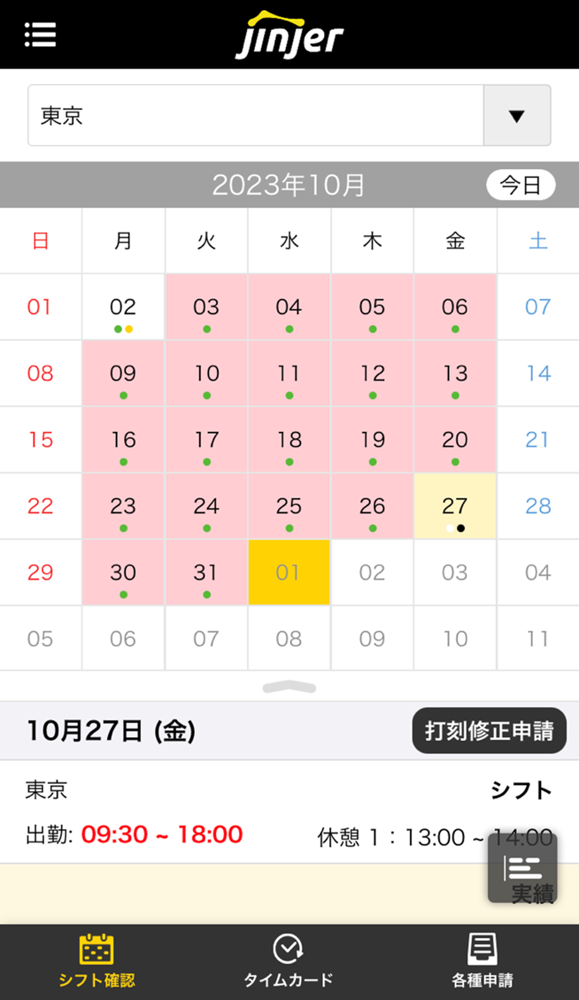 jinjer
東京
2023年10月 今日
日 月 火 水 木 金 土
01 02 03 04 05 06 07
08 09 10 11 12 13 14
15 16 17 18 19 20 21
22 23 24 25 26 27 28
29 30 31 01 02 03 04
05 06 07 08 09 10 11
10月27日 (金) 打刻修正申請
東京 シフト
出勤: 09:30 ~ 18:00 休憩 1：13:00 ~ 14:00
実績
シフト確認 タイムカード 各種申請